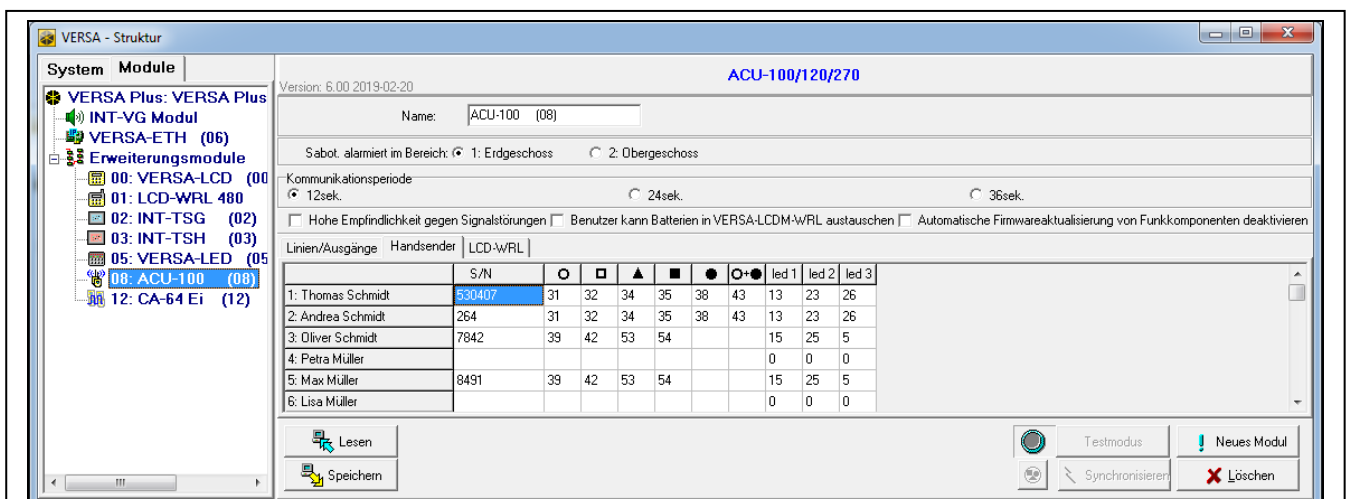 VERSA - Struktur
System Module
VERSA Plus: VERSA Plus
INT-VG Modul
VERSA-ETH (06)
Erweiterungsmodule
00: VERSA-LCD (00
01: LCD-WRL 480
02: INT-TSG (02)
03: INT-TSH (03)
05: VERSA-LED (05
08: ACU-100 (08)
12: CA-64 Ei (12)
ACU-100/120/270
Version: 6.00 2019-02-20
Name: ACU-100 (08)
Sabot. alarmiert im Bereich: 1: Erdgeschoss 2: Obergeschoss
Kommunikationsperiode
12sek. 24sek. 36sek.
Hohe Empfindlichkeit gegen Signalstörungen Benutzer kann Batterien in VERSA-LCDM-WRL austauschen Automatische Firmwareaktualisierung von Funkkomponenten deaktivieren
Linien/Ausgänge Handsender LCD-WRL
S/N led 1 led 2 led 3
1: Thomas Schmidt 530407 31 32 34 35 38 43 13 23 26
2: Andrea Schmidt 264 31 32 34 35 38 43 13 23 26
3: Oliver Schmidt 7842 39 42 53 54 15 25 5
4: Petra Müller 0 0 0
5: Max Müller 8491 39 42 53 54 15 25 5
6: Lisa Müller 0 0 0
Lesen Testmodus Neues Modul
Speichern Synchronisieren Löschen